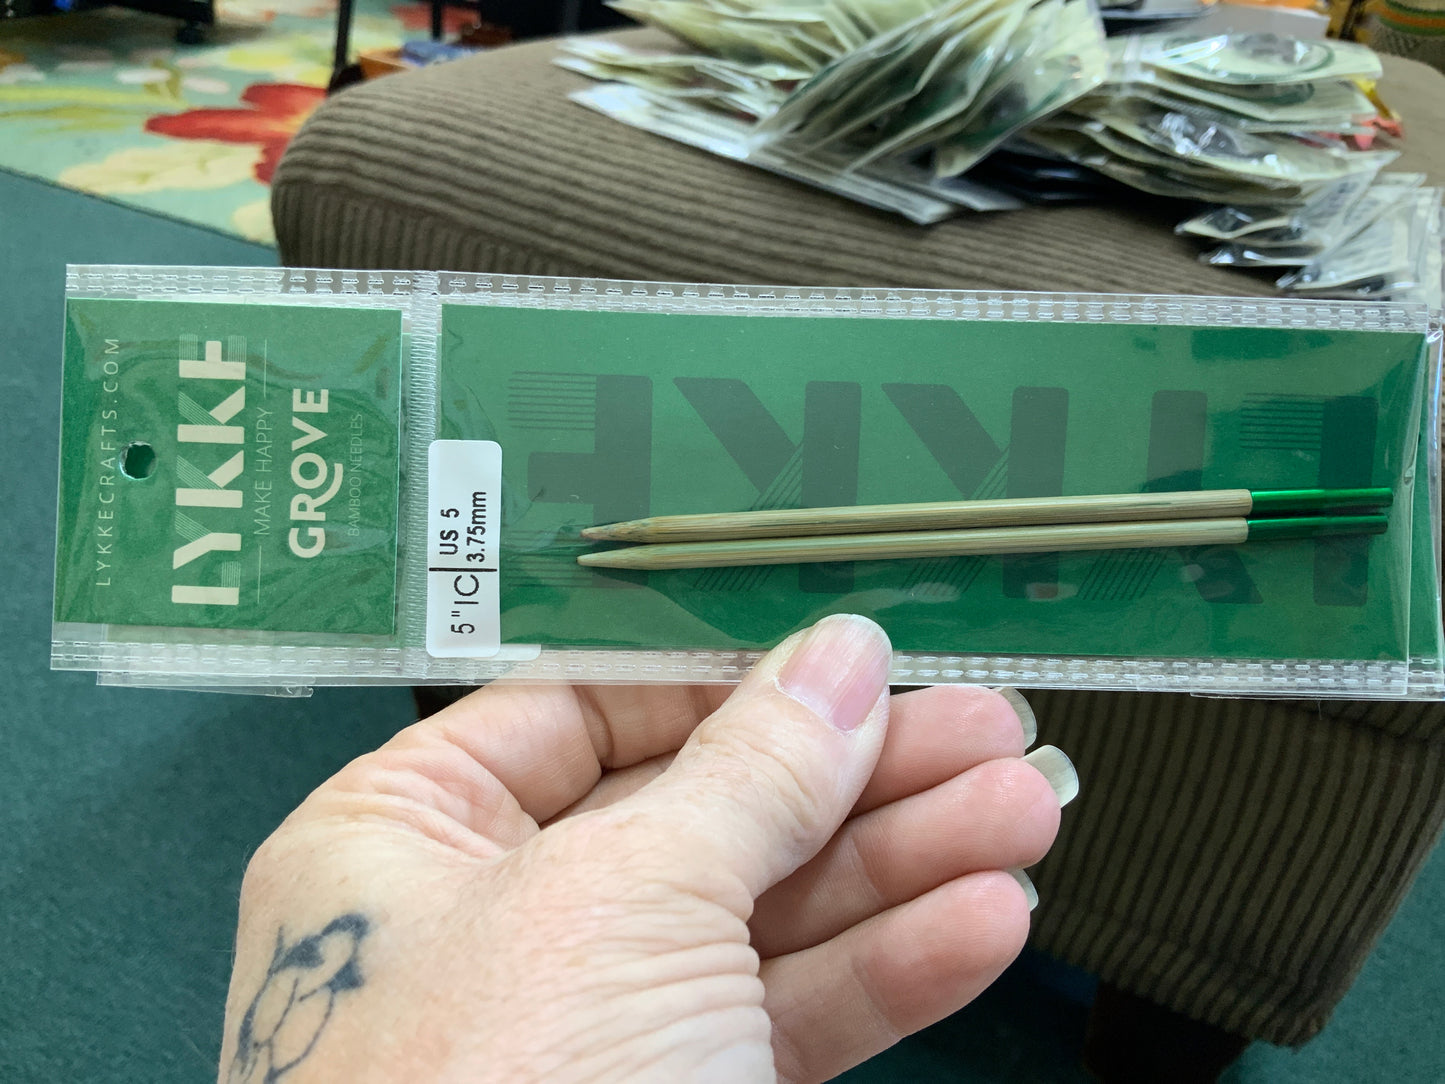 LYKKECRAFTS.COM
LYKKE
MAKE HAPPY
GROVE
BAMBOO NEEDLES
5" IC
US 5
3.75mm
LYKKE